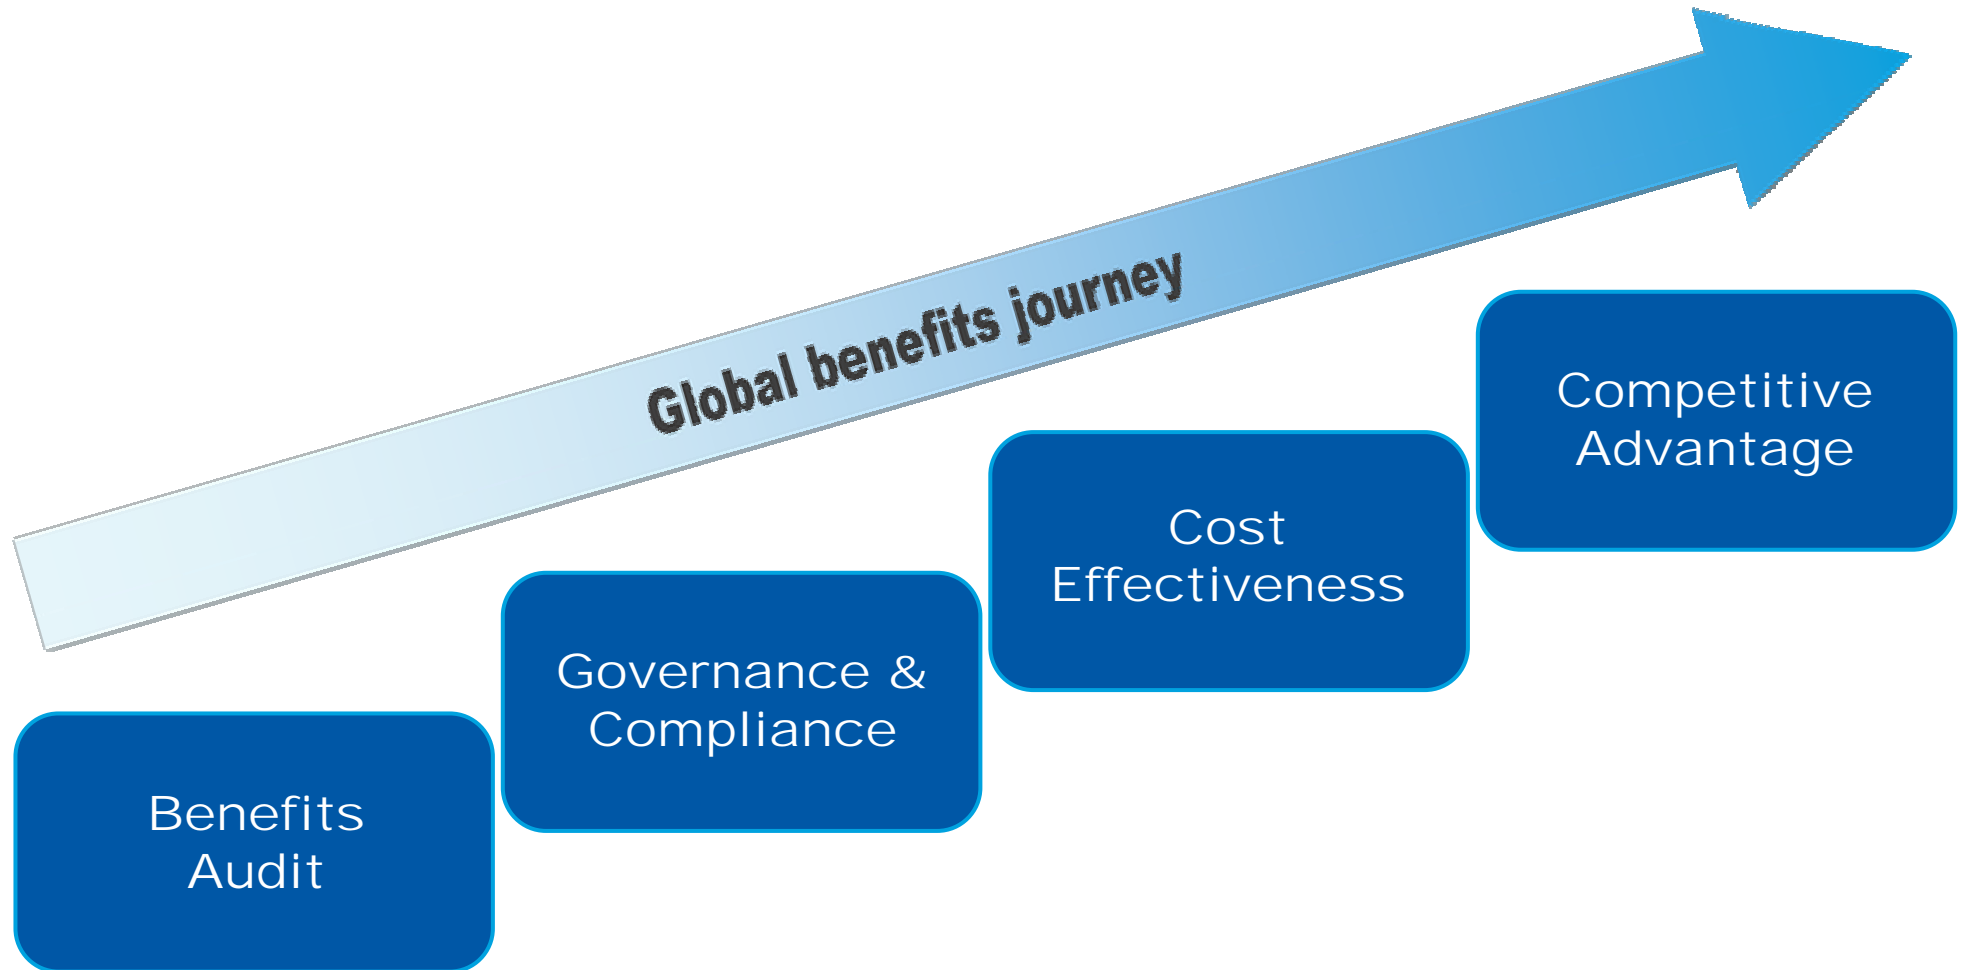 Global benefits journey
Competitive
Advantage
Cost
Effectiveness
Governance &
Compliance
Benefits
Audit